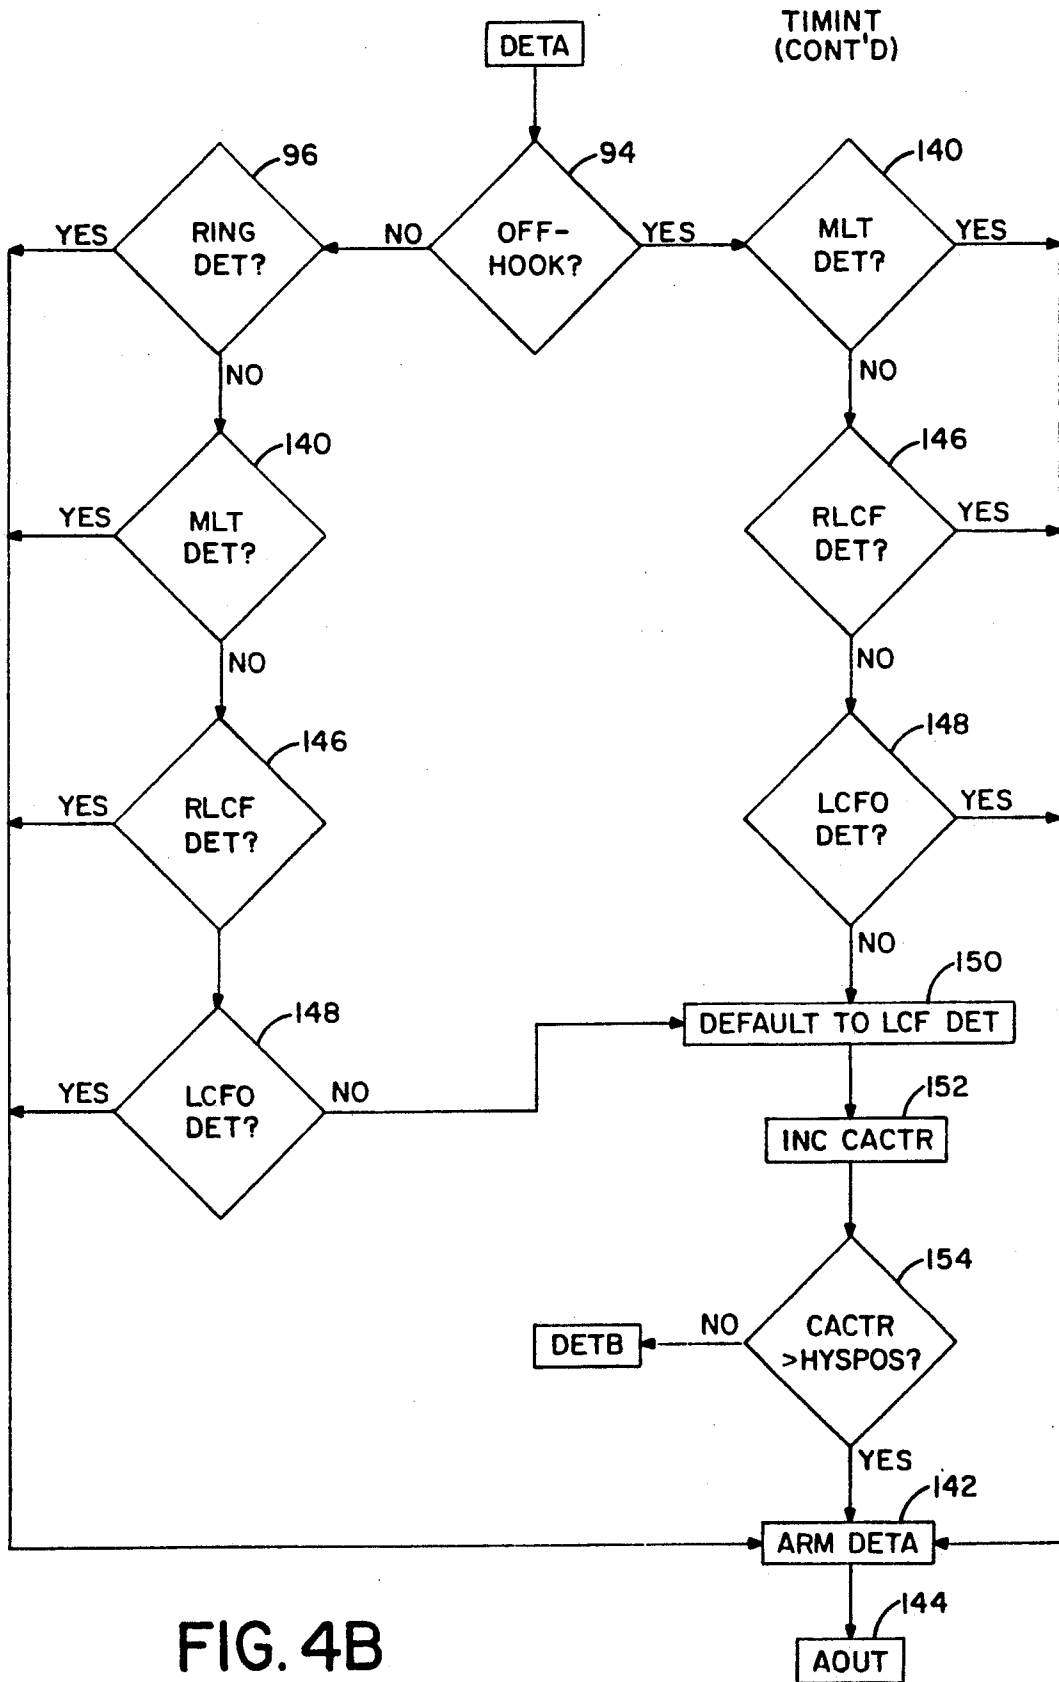 TIMINT
(CONT'D)
DETA
96
94
140
YES
RING
DET?
NO
OFF-
HOOK?
YES
MLT
DET?
YES
NO
NO
140
146
YES
MLT
DET?
RLCF
DET?
YES
NO
NO
146
148
YES
RLCF
DET?
LCFO
DET?
YES
NO
150
148
DEFAULT TO LCF DET
YES
LCFO
DET?
NO
152
INC CACTR
154
NO
CACTR
>HYSPOS?
DETB
YES
142
ARM DETA
144
AOUT
FIG. 4B